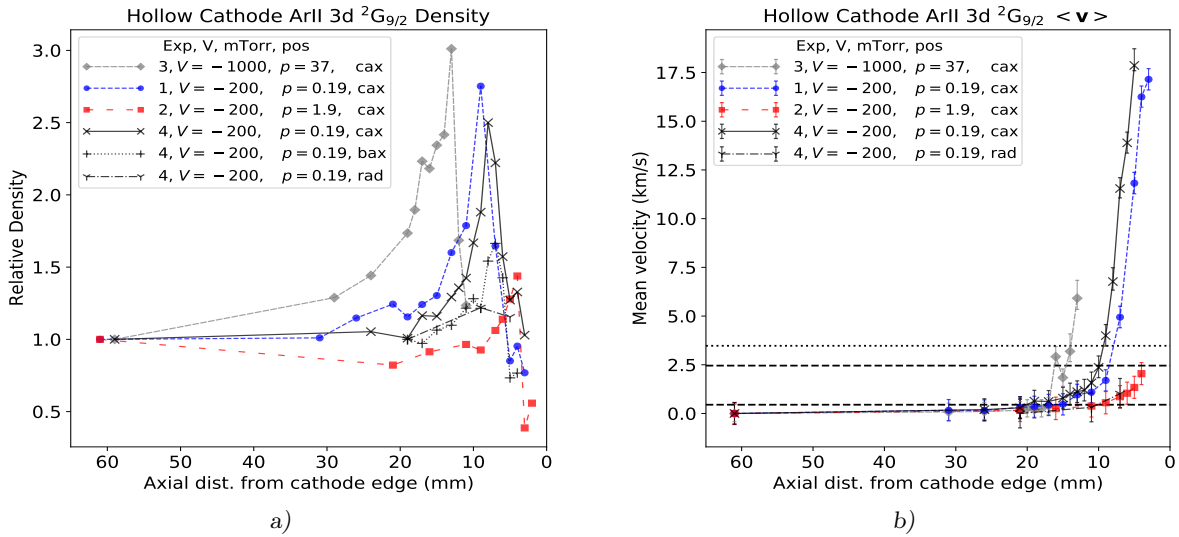 Hollow Cathode ArII 3d ²G₉/₂ Density
Relative Density
3.0
2.5
2.0
1.5
1.0
0.5
Exp, V, mTorr, pos
3, V = −1000, p = 37, cax
1, V = −200, p = 0.19, cax
2, V = −200, p = 1.9, cax
4, V = −200, p = 0.19, cax
4, V = −200, p = 0.19, bax
4, V = −200, p = 0.19, rad
60 50 40 30 20 10 0
Axial dist. from cathode edge (mm)
a)
Hollow Cathode ArII 3d ²G₉/₂ <v>
Mean velocity (km/s)
17.5
15.0
12.5
10.0
7.5
5.0
2.5
0.0
Exp, V, mTorr, pos
3, V = −1000, p = 37, cax
1, V = −200, p = 0.19, cax
2, V = −200, p = 1.9, cax
4, V = −200, p = 0.19, cax
4, V = −200, p = 0.19, rad
60 50 40 30 20 10 0
Axial dist. from cathode edge (mm)
b)